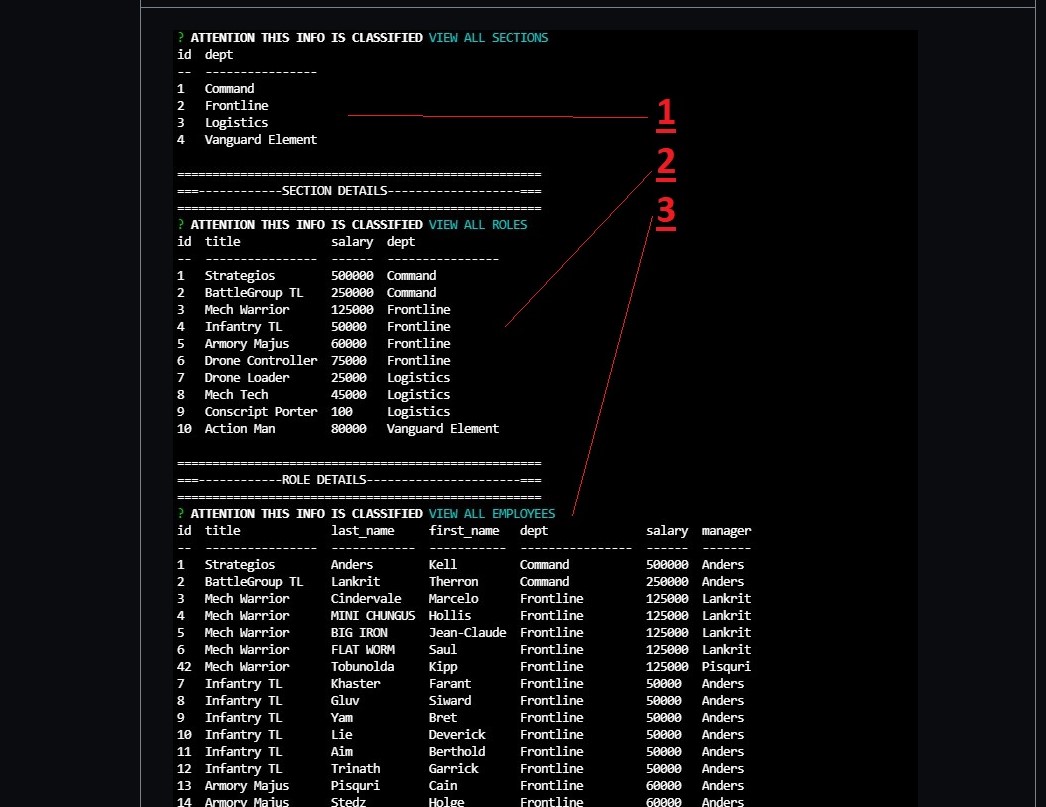 ? ATTENTION THIS INFO IS CLASSIFIED VIEW ALL SECTIONS
id  dept
--  ----------------
1   Command
2   Frontline
3   Logistics
4   Vanguard Element
1
2
3
====================================================
===------------SECTION DETAILS-------------------===
====================================================
? ATTENTION THIS INFO IS CLASSIFIED VIEW ALL ROLES
id  title             salary  dept
--  ----------------  ------  ----------------
1   Strategios        500000  Command
2   BattleGroup TL    250000  Command
3   Mech Warrior      125000  Frontline
4   Infantry TL       50000   Frontline
5   Armory Majus      60000   Frontline
6   Drone Controller  75000   Frontline
7   Drone Loader      25000   Logistics
8   Mech Tech         45000   Logistics
9   Conscript Porter  100     Logistics
10  Action Man        80000   Vanguard Element
====================================================
===------------ROLE DETAILS----------------------===
====================================================
? ATTENTION THIS INFO IS CLASSIFIED VIEW ALL EMPLOYEES
id  title             last_name     first_name   dept              salary  manager
--  ----------------  ------------  -----------  ----------------  ------  -------
1   Strategios        Anders        Kell         Command           500000  Anders
2   BattleGroup TL    Lankrit       Therron      Command           250000  Anders
3   Mech Warrior      Cindervale    Marcelo      Frontline         125000  Lankrit
4   Mech Warrior      MINI CHUNGUS  Hollis       Frontline         125000  Lankrit
5   Mech Warrior      BIG IRON      Jean-Claude  Frontline         125000  Lankrit
6   Mech Warrior      FLAT WORM     Saul         Frontline         125000  Lankrit
42  Mech Warrior      Tobunolda     Kipp         Frontline         125000  Pisquri
7   Infantry TL       Khaster       Farant       Frontline         50000   Anders
8   Infantry TL       Gluv          Siward       Frontline         50000   Anders
9   Infantry TL       Yam           Bret         Frontline         50000   Anders
10  Infantry TL       Lie           Deverick     Frontline         50000   Anders
11  Infantry TL       Aim           Berthold     Frontline         50000   Anders
12  Infantry TL       Trinath       Garrick      Frontline         50000   Anders
13  Armory Majus      Pisquri       Cain         Frontline         60000   Anders
14  Armory Majus      Stedz         Holge        Frontline         60000   Anders